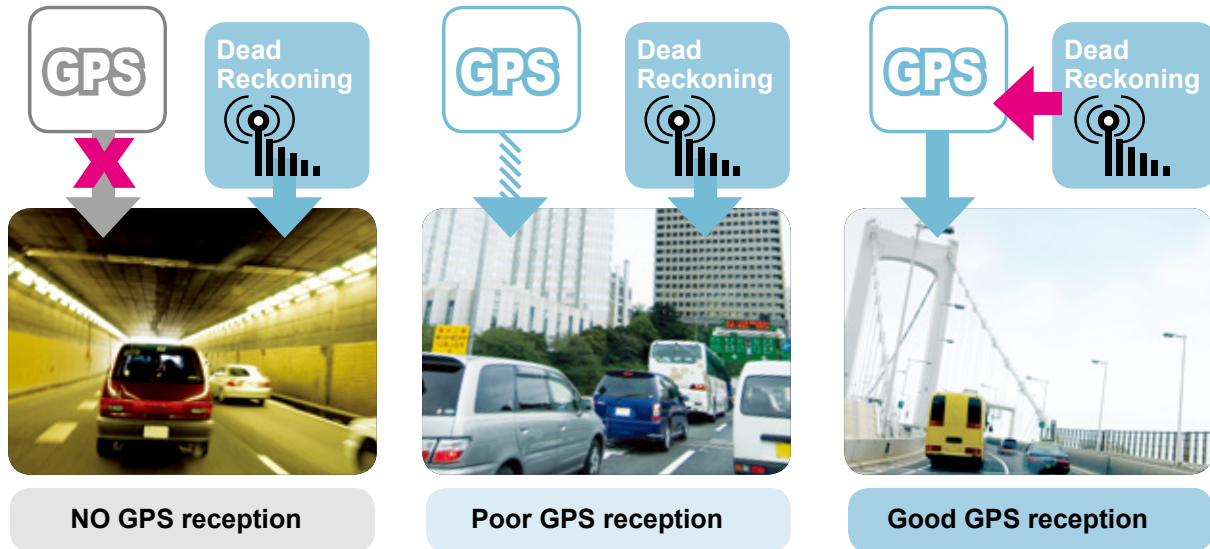 GPS
Dead
Reckoning
GPS
Dead
Reckoning
GPS
Dead
Reckoning
NO GPS reception
Poor GPS reception
Good GPS reception